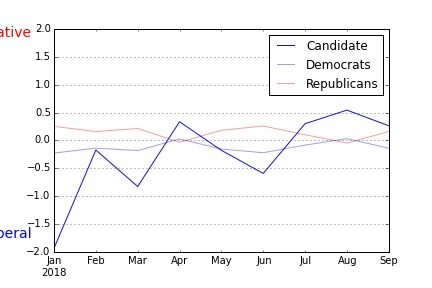 2.0
ative
1.5
1.0
0.5
0.0
−0.5
−1.0
−1.5
beral
−2.0
Candidate
Democrats
Republicans
Jan Feb Mar Apr May Jun Jul Aug Sep
2018